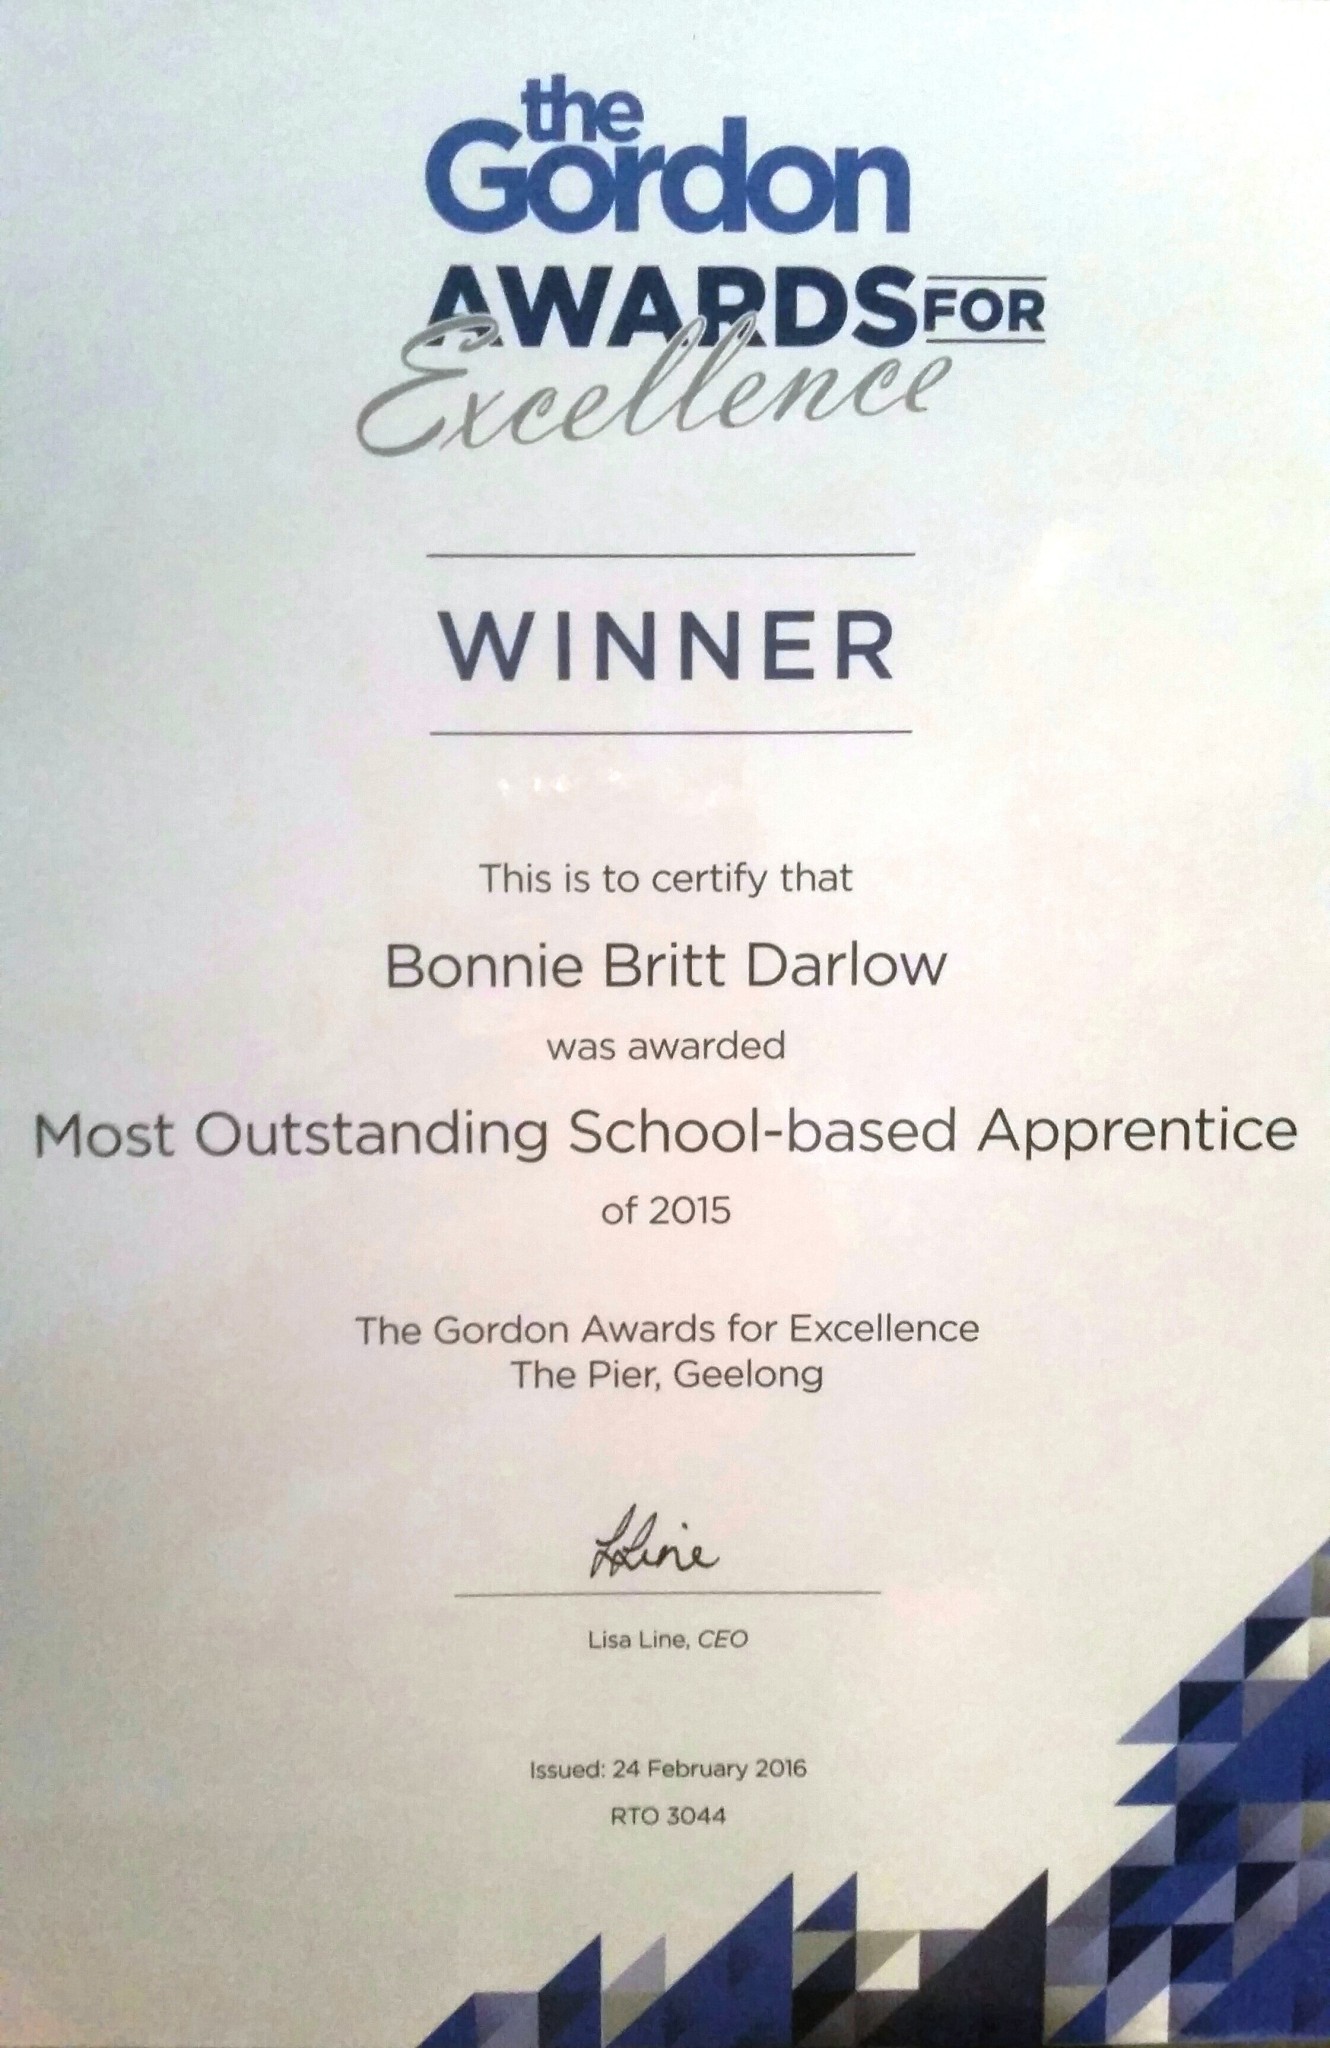 the
Gordon
AWARDS FOR
Excellence
WINNER
This is to certify that
Bonnie Britt Darlow
was awarded
Most Outstanding School-based Apprentice
of 2015
The Gordon Awards for Excellence
The Pier, Geelong
LLine
Lisa Line, CEO
Issued: 24 February 2016
RTO 3044